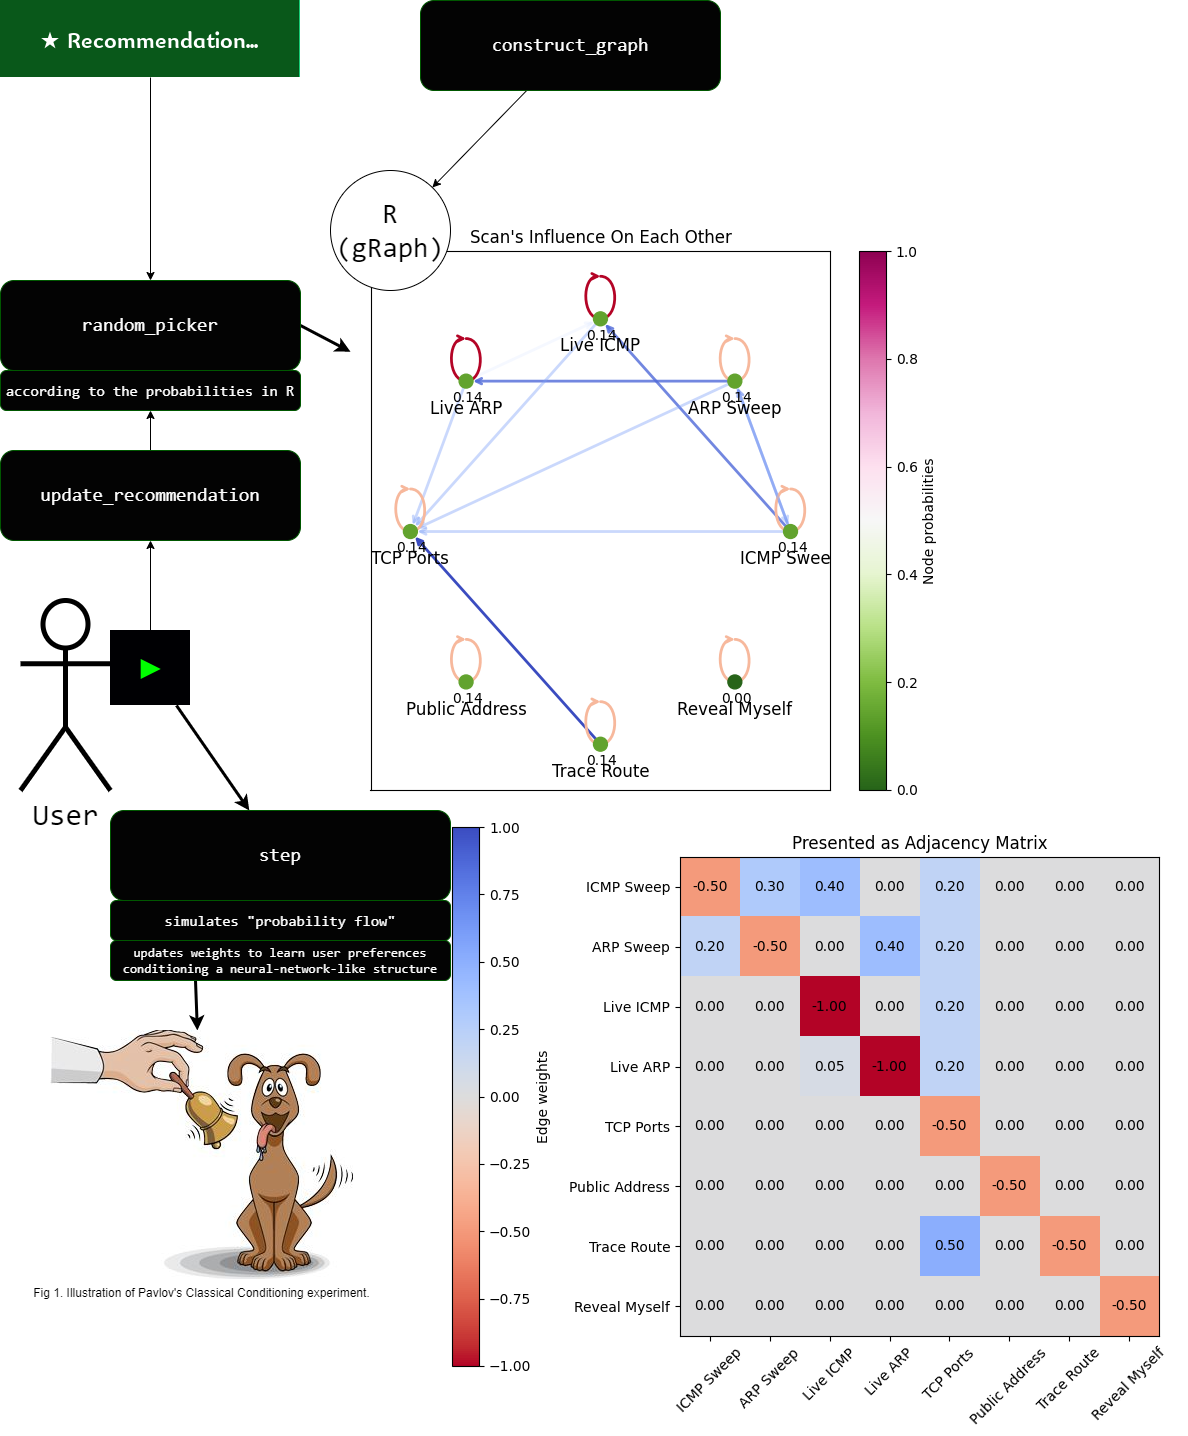 ★ Recommendation...
construct_graph
R
(gRaph)
Scan's Influence On Each Other
random_picker
according to the probabilities in R
update_recommendation
User
step
simulates "probability flow"
updates weights to learn user preferences
conditioning a neural-network-like structure
Fig 1. Illustration of Pavlov's Classical Conditioning experiment.
0.14
Live ICMP
0.14
Live ARP
0.14
ARP Sweep
0.14
TCP Ports
0.14
ICMP Swee
0.14
Public Address
0.00
Reveal Myself
0.14
Trace Route
1.0
0.8
0.6
0.4
0.2
0.0
Node probabilities
1.00
0.75
0.50
0.25
0.00
−0.25
−0.50
−0.75
−1.00
Edge weights
Presented as Adjacency Matrix
ICMP Sweep -0.50 0.30 0.40 0.00 0.20 0.00 0.00 0.00
ARP Sweep 0.20 -0.50 0.00 0.40 0.20 0.00 0.00 0.00
Live ICMP 0.00 0.00 -1.00 0.00 0.20 0.00 0.00 0.00
Live ARP 0.00 0.00 0.05 -1.00 0.20 0.00 0.00 0.00
TCP Ports 0.00 0.00 0.00 0.00 -0.50 0.00 0.00 0.00
Public Address 0.00 0.00 0.00 0.00 0.00 -0.50 0.00 0.00
Trace Route 0.00 0.00 0.00 0.00 0.50 0.00 -0.50 0.00
Reveal Myself 0.00 0.00 0.00 0.00 0.00 0.00 0.00 -0.50
ICMP Sweep
ARP Sweep
Live ICMP
Live ARP
TCP Ports
Public Address
Trace Route
Reveal Myself